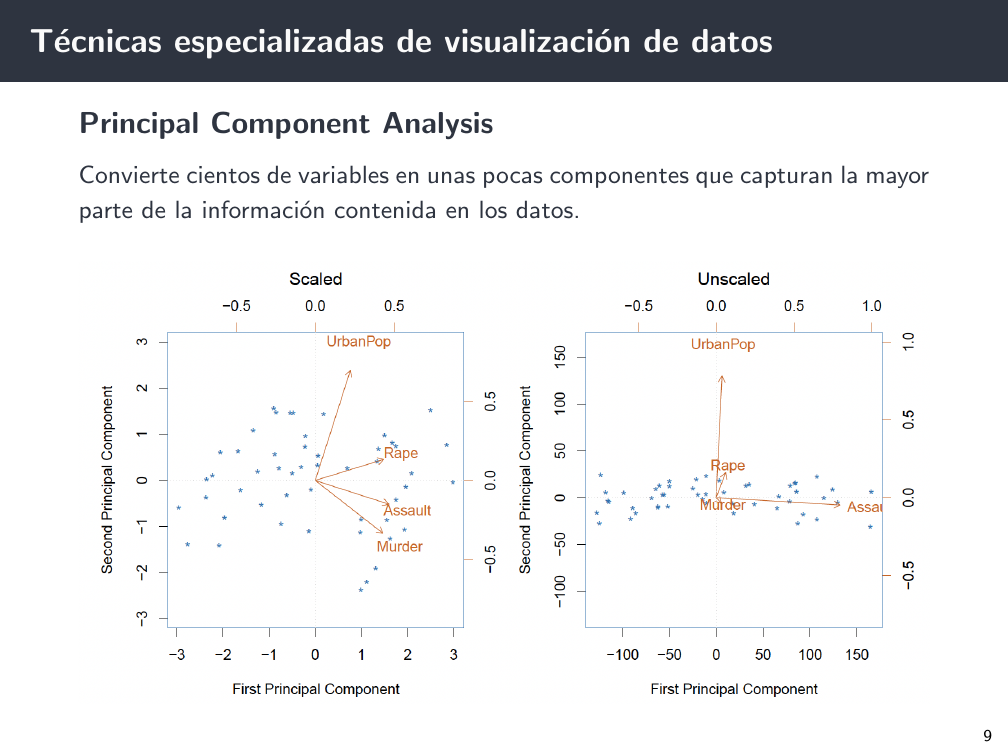 Técnicas especializadas de visualización de datos
Principal Component Analysis
Convierte cientos de variables en unas pocas componentes que capturan la mayor
parte de la información contenida en los datos.
Scaled
−0.5 0.0 0.5
UrbanPop
Rape
Assault
Murder
3
2
1
0
−1
−2
−3
Second Principal Component
0.5
0.0
−0.5
−3 −2 −1 0 1 2 3
First Principal Component
Unscaled
−0.5 0.0 0.5 1.0
UrbanPop
Rape
Murder
Assau
150
100
50
0
−50
−100
Second Principal Component
1.0
0.5
0.0
−0.5
−100 −50 0 50 100 150
First Principal Component
9